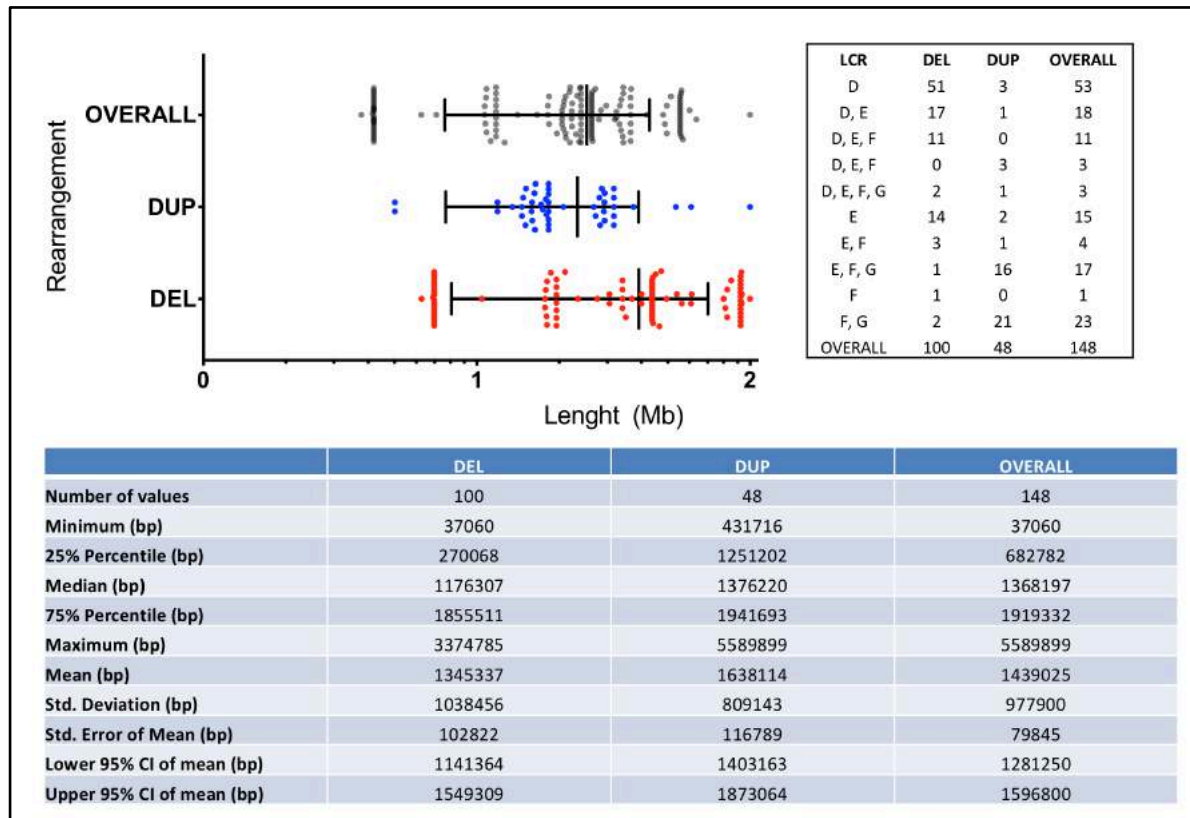 OVERALL
DUP
DEL
Rearrangement
0 1 2
Lenght (Mb)
LCR DEL DUP OVERALL
D 51 3 53
D, E 17 1 18
D, E, F 11 0 11
D, E, F 0 3 3
D, E, F, G 2 1 3
E 14 2 15
E, F 3 1 4
E, F, G 1 16 17
F 1 0 1
F, G 2 21 23
OVERALL 100 48 148
DEL DUP OVERALL
Number of values 100 48 148
Minimum (bp) 37060 431716 37060
25% Percentile (bp) 270068 1251202 682782
Median (bp) 1176307 1376220 1368197
75% Percentile (bp) 1855511 1941693 1919332
Maximum (bp) 3374785 5589899 5589899
Mean (bp) 1345337 1638114 1439025
Std. Deviation (bp) 1038456 809143 977900
Std. Error of Mean (bp) 102822 116789 79845
Lower 95% CI of mean (bp) 1141364 1403163 1281250
Upper 95% CI of mean (bp) 1549309 1873064 1596800